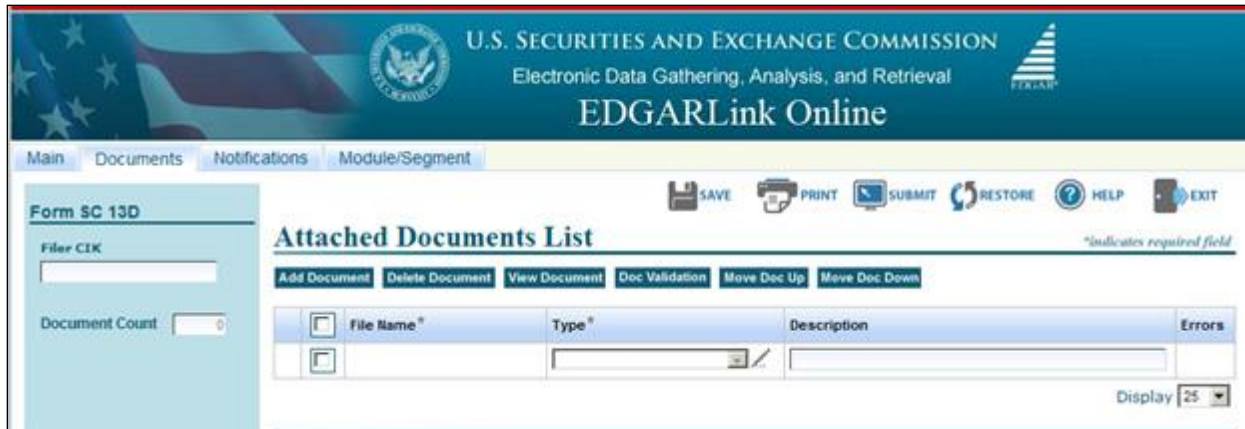 U.S. SECURITIES AND EXCHANGE COMMISSION
Electronic Data Gathering, Analysis, and Retrieval
EDGAR
EDGARLink Online
Main Documents Notifications Module/Segment
SAVE PRINT SUBMIT RESTORE HELP EXIT
Form SC 13D
Filer CIK
Document Count 0
Attached Documents List
*indicates required field
Add Document Delete Document View Document Doc Validation Move Doc Up Move Doc Down
File Name* Type* Description Errors
Display 25